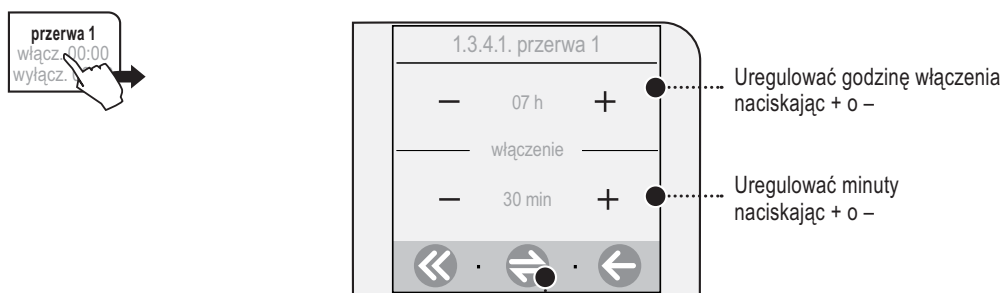 przerwa 1
włącz. 00:00
wyłącz.
1.3.4.1. przerwa 1
– 07 h +
włączenie
– 30 min +
Uregulować godzinę włączenia
naciskając + o –
Uregulować minuty
naciskając + o –